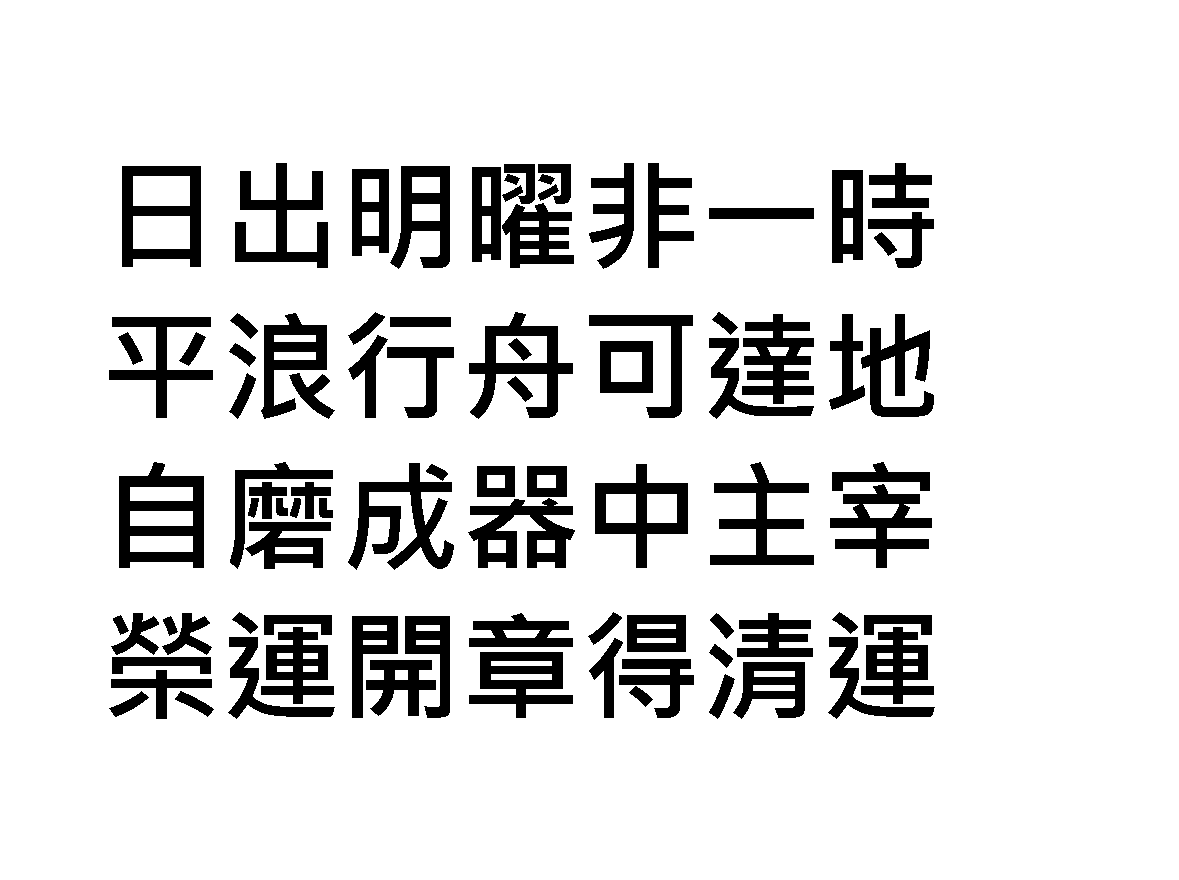 日出明曜非一時
平浪行舟可達地
自磨成器中主宰
榮運開章得清運